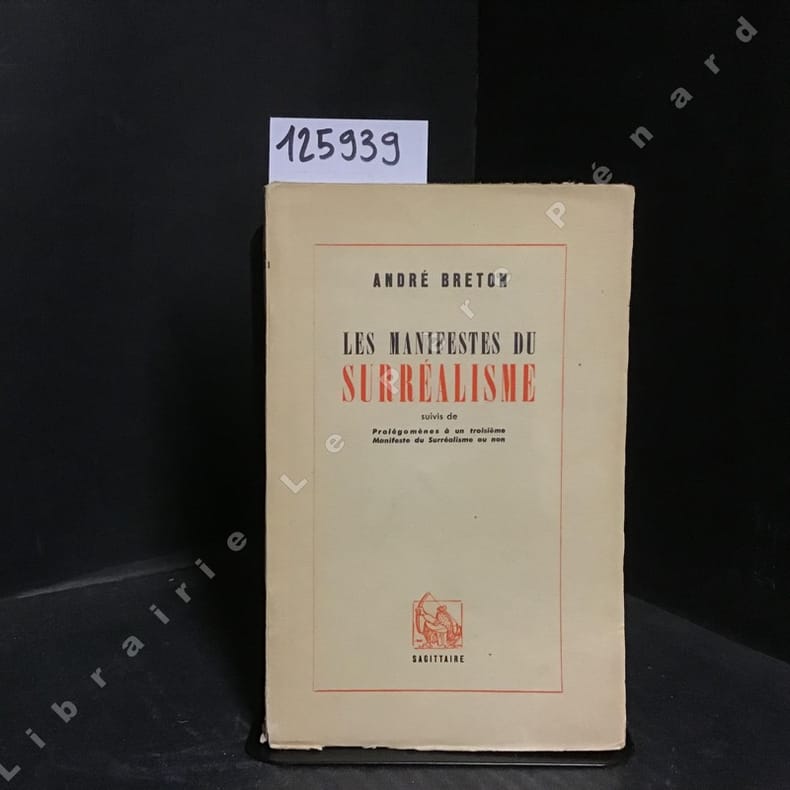 125939
ANDRÉ BRETON
LES MANIFESTES DU
SURRÉALISME
suivis de
Prolégomènes à un troisième
Manifeste du Surréalisme ou non
SAGITTAIRE
Librairie Le Père Pénard